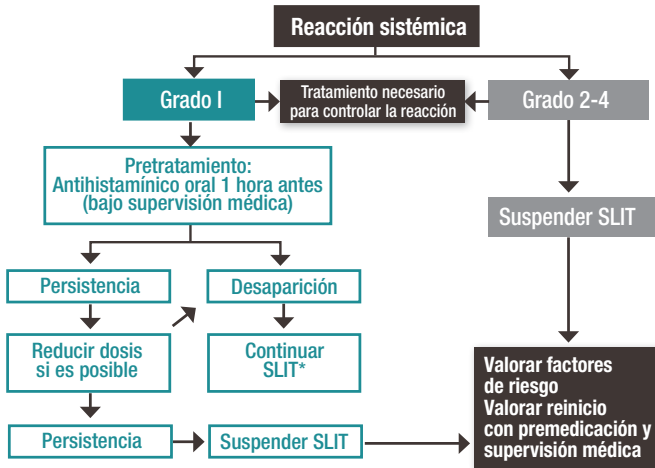 Reacción sistémica
Grado I
Tratamiento necesario
para controlar la reacción
Grado 2-4
Pretratamiento:
Antihistamínico oral 1 hora antes
(bajo supervisión médica)
Suspender SLIT
Persistencia
Desaparición
Reducir dosis
si es posible
Continuar
SLIT*
Valorar factores
de riesgo
Valorar reinicio
con premedicación y
supervisión médica
Persistencia
Suspender SLIT